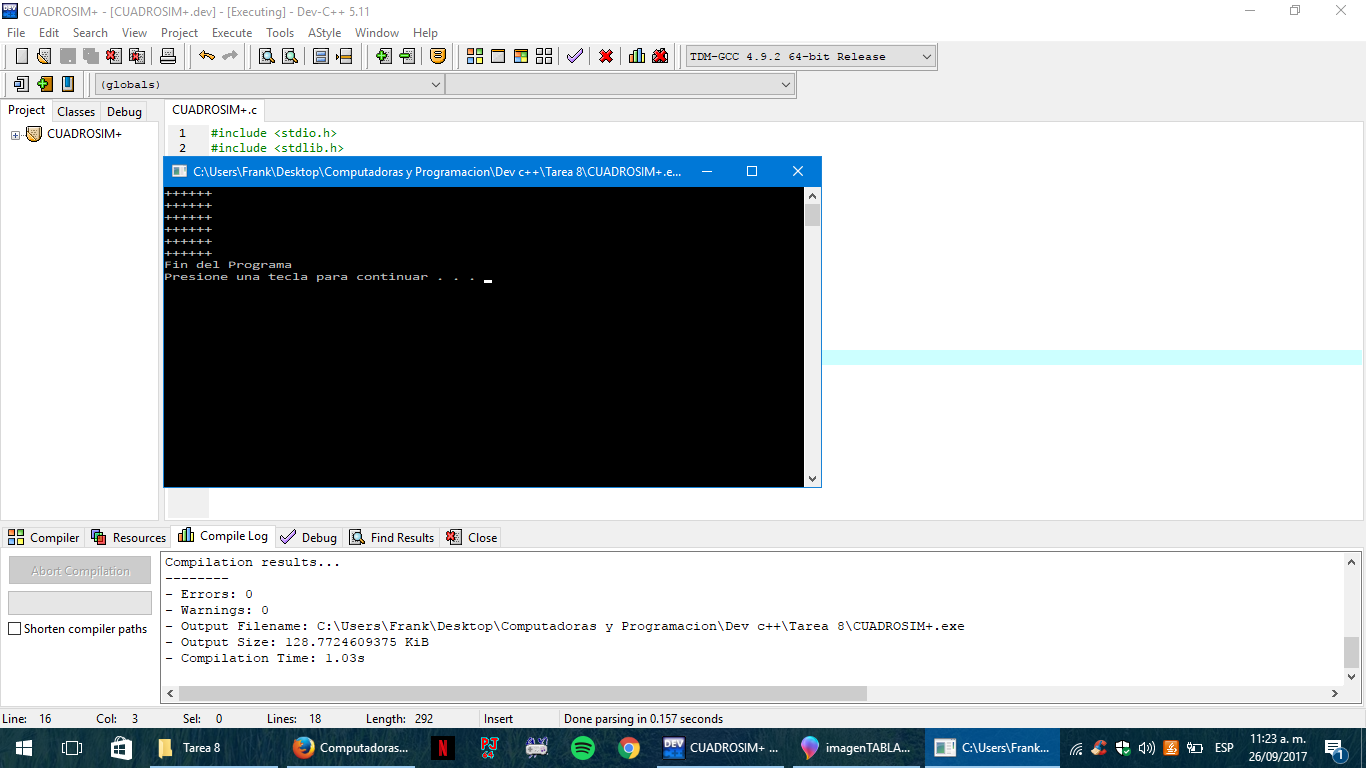 CUADROSIM+ - [CUADROSIM+.dev] - [Executing] - Dev-C++ 5.11
File Edit Search View Project Execute Tools AStyle Window Help
TDM-GCC 4.9.2 64-bit Release
(globals)
Project Classes Debug CUADROSIM+.c
CUADROSIM+
1 #include <stdio.h>
2 #include <stdlib.h>
C:\Users\Frank\Desktop\Computadoras y Programacion\Dev c++\Tarea 8\CUADROSIM+.e...
++++++
++++++
++++++
++++++
++++++
++++++
Fin del Programa
Presione una tecla para continuar . . .
Compiler Resources Compile Log Debug Find Results Close
Abort Compilation
Shorten compiler paths
Compilation results...
--------
- Errors: 0
- Warnings: 0
- Output Filename: C:\Users\Frank\Desktop\Computadoras y Programacion\Dev c++\Tarea 8\CUADROSIM+.exe
- Output Size: 128.7724609375 KiB
- Compilation Time: 1.03s
Line: 16 Col: 3 Sel: 0 Lines: 18 Length: 292 Insert Done parsing in 0.157 seconds
Tarea 8 Computadoras... CUADROSIM+ ... imagenTABLA... C:\Users\Frank... ESP 11:23 a. m.
26/09/2017